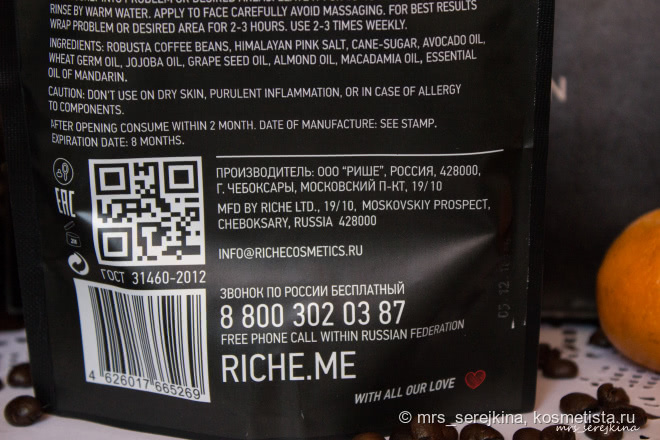 RINSE BY WARM WATER. APPLY TO FACE CAREFULLY AVOID MASSAGING. FOR BEST RESULTS
WRAP PROBLEM OR DESIRED AREA FOR 2-3 HOURS. USE 2-3 TIMES WEEKLY.
INGREDIENTS: ROBUSTA COFFEE BEANS, HIMALAYAN PINK SALT, CANE-SUGAR, AVOCADO OIL,
WHEAT GERM OIL, JOJOBA OIL, GRAPE SEED OIL, ALMOND OIL, MACADAMIA OIL, ESSENTIAL
OIL OF MANDARIN.
CAUTION: DON'T USE ON DRY SKIN, PURULENT INFLAMMATION, OR IN CASE OF ALLERGY
TO COMPONENTS.
AFTER OPENING CONSUME WITHIN 2 MONTH. DATE OF MANUFACTURE: SEE STAMP.
EXPIRATION DATE: 8 MONTHS.
EAC
ГОСТ 31460-2012
4 626017 665269
ПРОИЗВОДИТЕЛЬ: ООО "РИШЕ", РОССИЯ, 428000,
Г. ЧЕБОКСАРЫ, МОСКОВСКИЙ П-КТ, 19/10
MFD BY RICHE LTD., 19/10, MOSKOVSKIY PROSPECT,
CHEBOKSARY, RUSSIA 428000
INFO@RICHECOSMETICS.RU
ЗВОНОК ПО РОССИИ БЕСПЛАТНЫЙ
8 800 302 03 87
FREE PHONE CALL WITHIN RUSSIAN FEDERATION
RICHE.ME
WITH ALL OUR LOVE
© mrs_serejkina, kosmetista.ru
mrs.serejkina